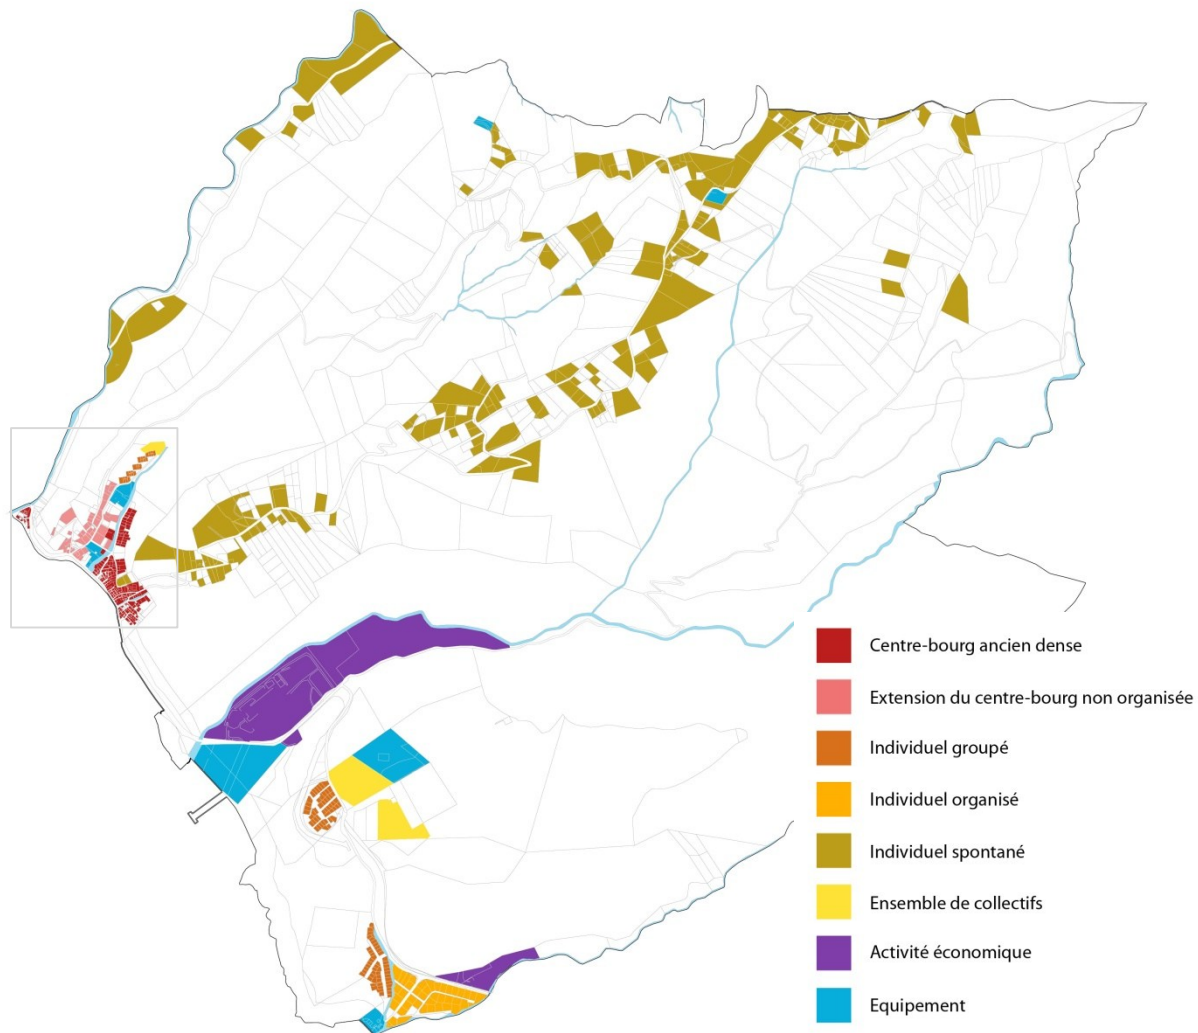 Centre-bourg ancien dense
Extension du centre-bourg non organisée
Individuel groupé
Individuel organisé
Individuel spontané
Ensemble de collectifs
Activité économique
Equipement